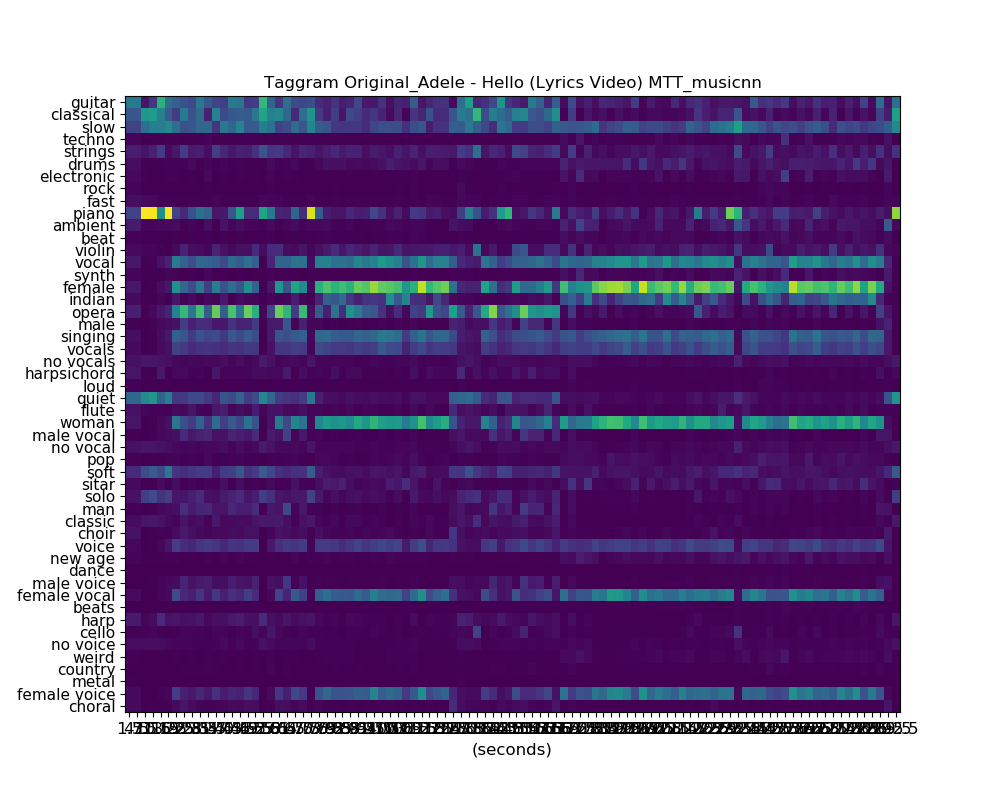 Taggram Original_Adele - Hello (Lyrics Video) MTT_musicnn
guitar
classical
slow
techno
strings
drums
electronic
rock
fast
piano
ambient
beat
violin
vocal
synth
female
indian
opera
male
singing
vocals
no vocals
harpsichord
loud
quiet
flute
woman
male vocal
no vocal
pop
soft
sitar
solo
man
classic
choir
voice
new age
dance
male voice
female vocal
beats
harp
cello
no voice
weird
country
metal
female voice
choral
(seconds)